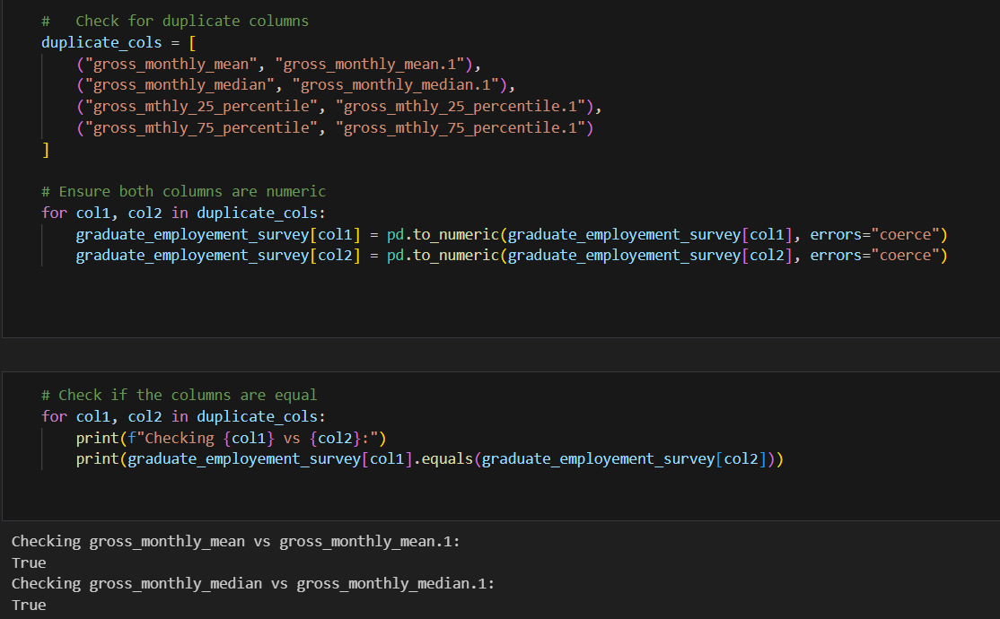 #   Check for duplicate columns
duplicate_cols = [
    ("gross_monthly_mean", "gross_monthly_mean.1"),
    ("gross_monthly_median", "gross_monthly_median.1"),
    ("gross_mthly_25_percentile", "gross_mthly_25_percentile.1"),
    ("gross_mthly_75_percentile", "gross_mthly_75_percentile.1")
]
# Ensure both columns are numeric
for col1, col2 in duplicate_cols:
    graduate_employement_survey[col1] = pd.to_numeric(graduate_employement_survey[col1], errors="coerce")
    graduate_employement_survey[col2] = pd.to_numeric(graduate_employement_survey[col2], errors="coerce")
# Check if the columns are equal
for col1, col2 in duplicate_cols:
    print(f"Checking {col1} vs {col2}:")
    print(graduate_employement_survey[col1].equals(graduate_employement_survey[col2]))
Checking gross_monthly_mean vs gross_monthly_mean.1:
True
Checking gross_monthly_median vs gross_monthly_median.1:
True